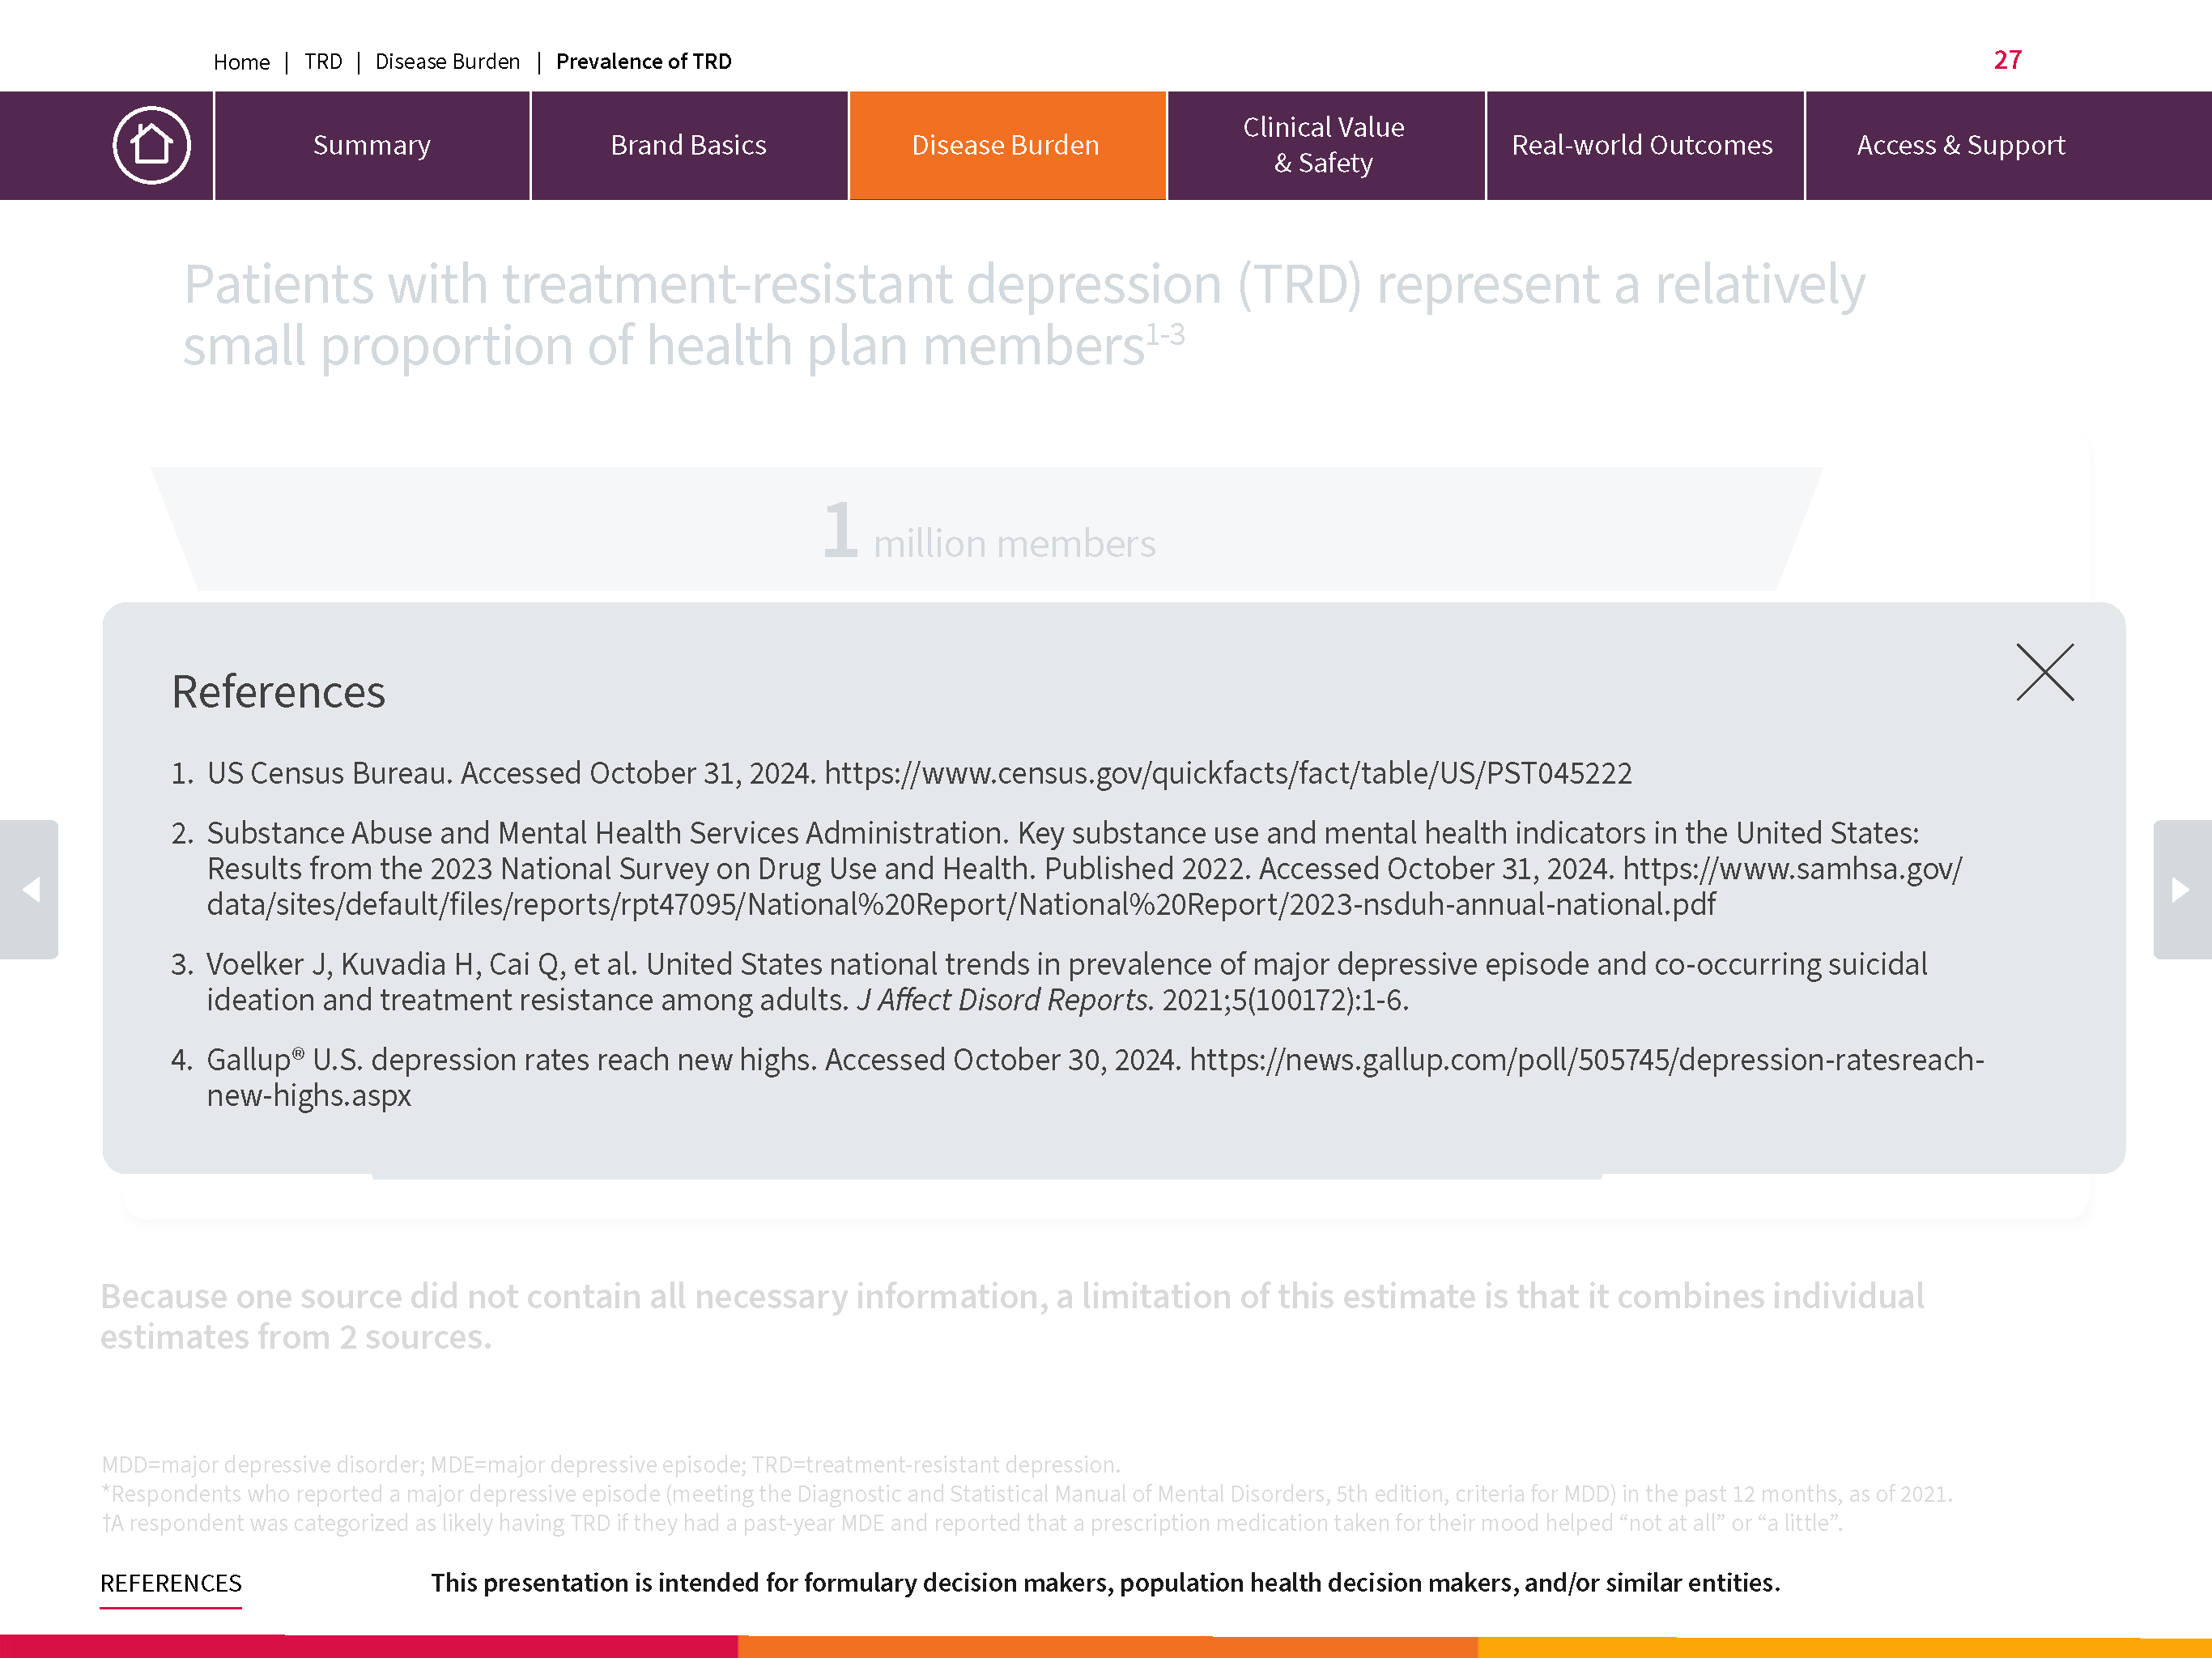 Home | TRD | Disease Burden | Prevalence of TRD
27
Summary
Brand Basics
Disease Burden
Clinical Value
& Safety
Real-world Outcomes
Access & Support
Patients with treatment-resistant depression (TRD) represent a relatively
small proportion of health plan members1-3
1 million members
References
1. US Census Bureau. Accessed October 31, 2024. https://www.census.gov/quickfacts/fact/table/US/PST045222
2. Substance Abuse and Mental Health Services Administration. Key substance use and mental health indicators in the United States:
Results from the 2023 National Survey on Drug Use and Health. Published 2022. Accessed October 31, 2024. https://www.samhsa.gov/
data/sites/default/files/reports/rpt47095/National%20Report/National%20Report/2023-nsduh-annual-national.pdf
3. Voelker J, Kuvadia H, Cai Q, et al. United States national trends in prevalence of major depressive episode and co-occurring suicidal
ideation and treatment resistance among adults. J Affect Disord Reports. 2021;5(100172):1-6.
4. Gallup® U.S. depression rates reach new highs. Accessed October 30, 2024. https://news.gallup.com/poll/505745/depression-ratesreach-
new-highs.aspx
Because one source did not contain all necessary information, a limitation of this estimate is that it combines individual
estimates from 2 sources.
MDD=major depressive disorder; MDE=major depressive episode; TRD=treatment-resistant depression.
*Respondents who reported a major depressive episode (meeting the Diagnostic and Statistical Manual of Mental Disorders, 5th edition, criteria for MDD) in the past 12 months, as of 2021.
†A respondent was categorized as likely having TRD if they had a past-year MDE and reported that a prescription medication taken for their mood helped “not at all” or “a little”.
REFERENCES
This presentation is intended for formulary decision makers, population health decision makers, and/or similar entities.